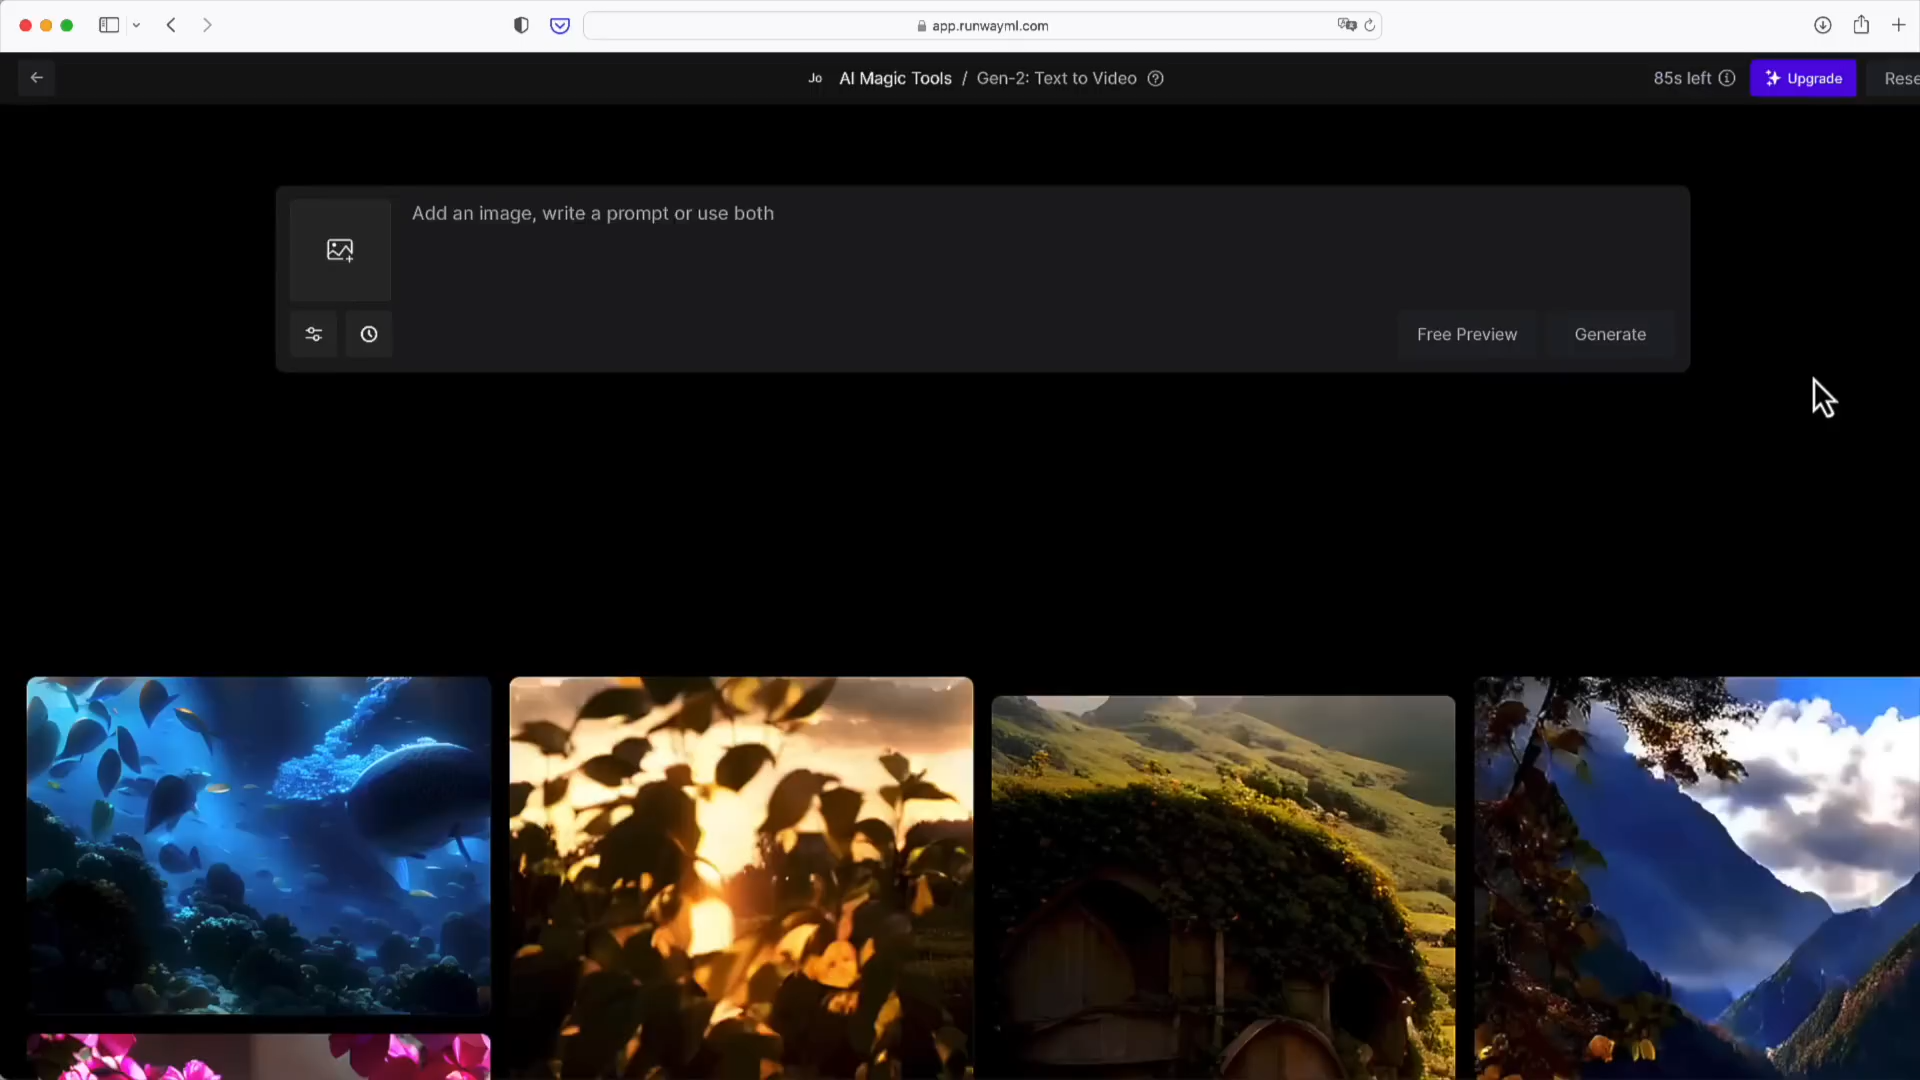 app.runwayml.com
Jo AI Magic Tools / Gen-2: Text to Video
85s left Upgrade Rese
Add an image, write a prompt or use both
Free Preview Generate